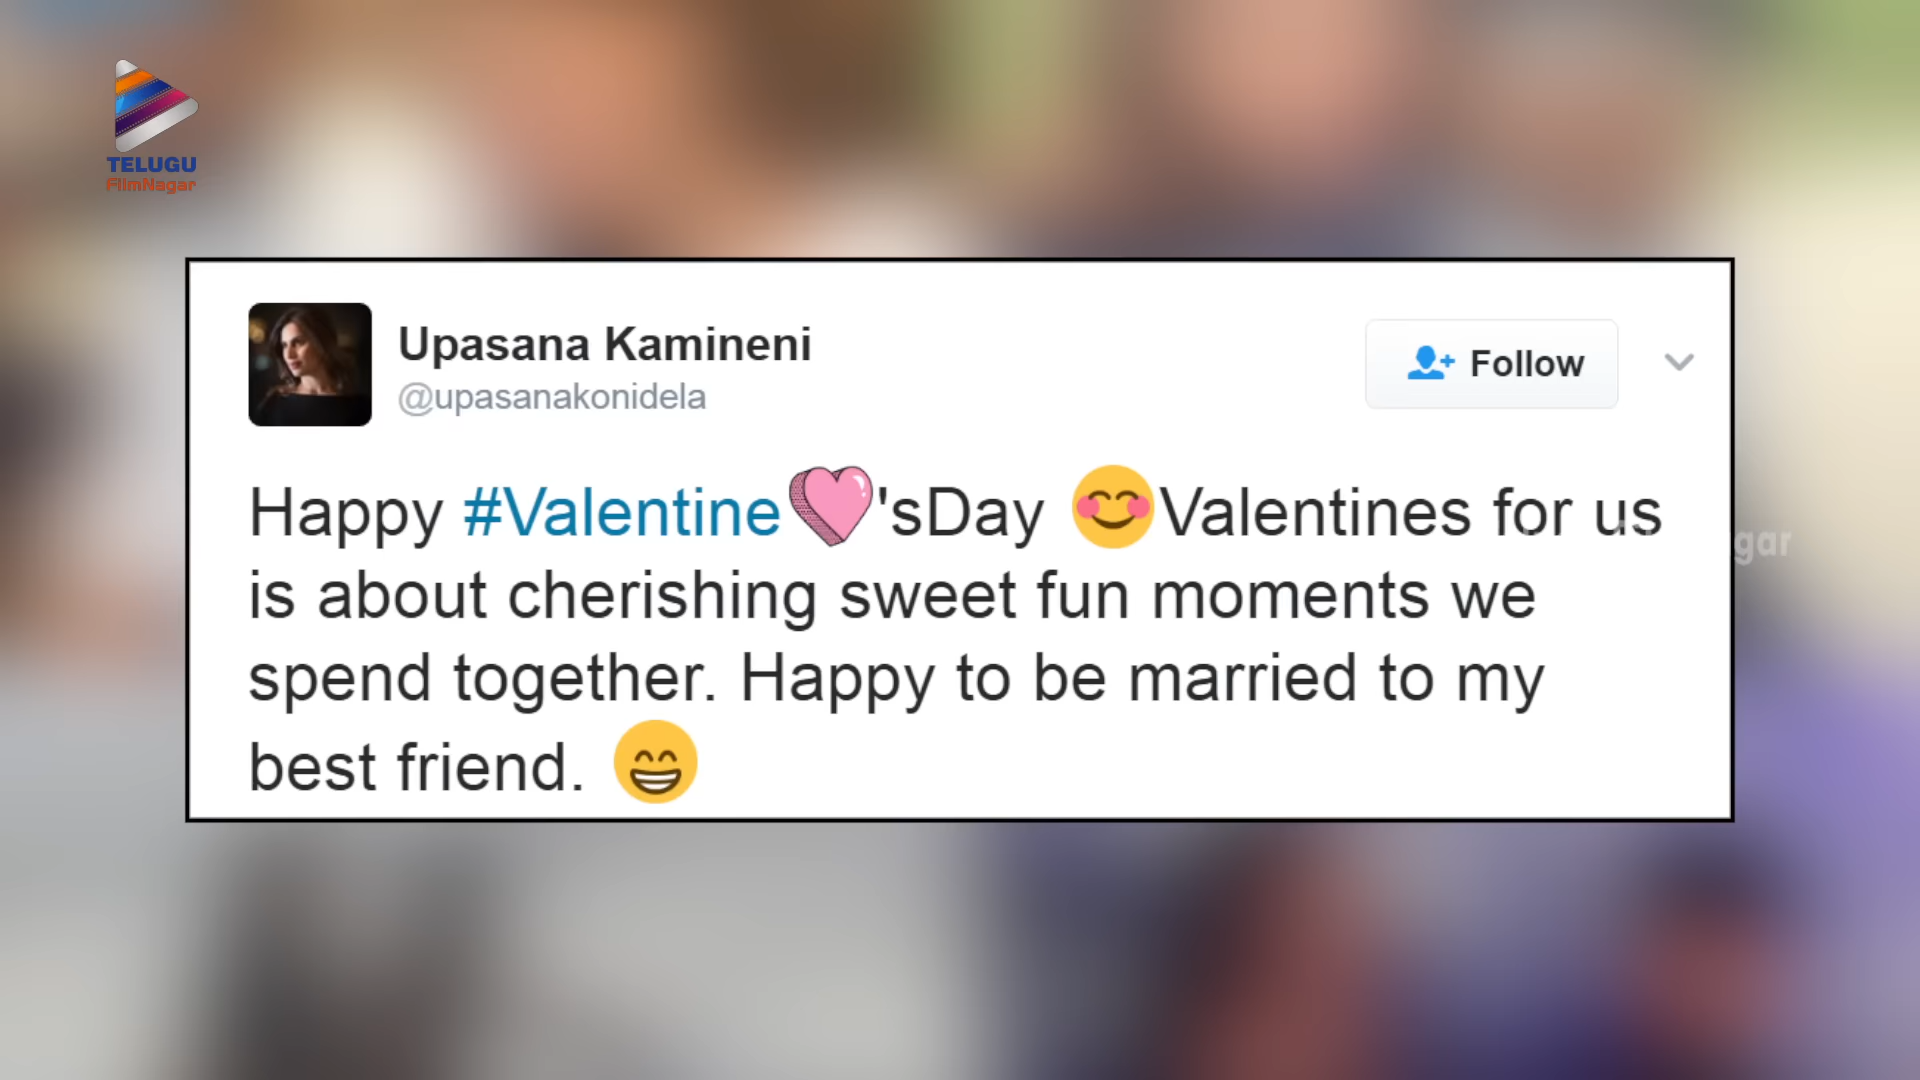 TELUGU
FilmNagar
Upasana Kamineni
@upasanakonidela
Follow
Happy #Valentine💘'sDay 😊Valentines for us
is about cherishing sweet fun moments we
spend together. Happy to be married to my
best friend. 😄
gar